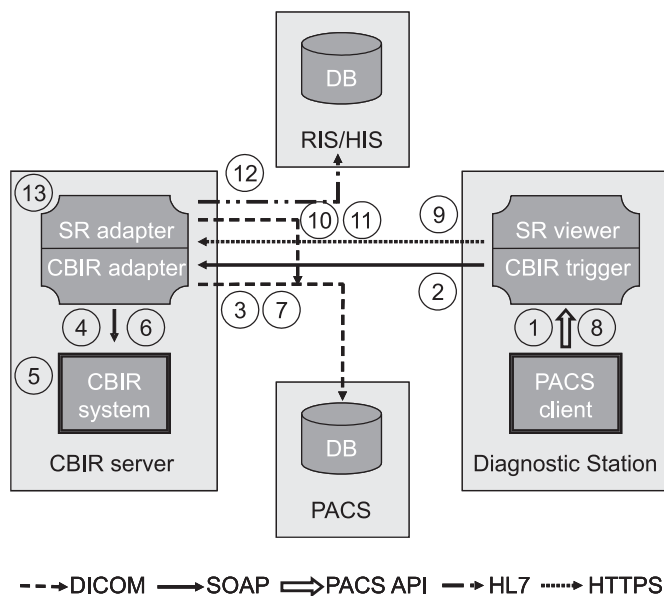 DB
RIS/HIS
12
13
10
11
9
SR adapter
SR viewer
CBIR adapter
CBIR trigger
3
7
2
4
6
1
8
5
CBIR
system
PACS
client
DB
CBIR server
Diagnostic Station
PACS
DICOM
SOAP
PACS API
HL7
HTTPS